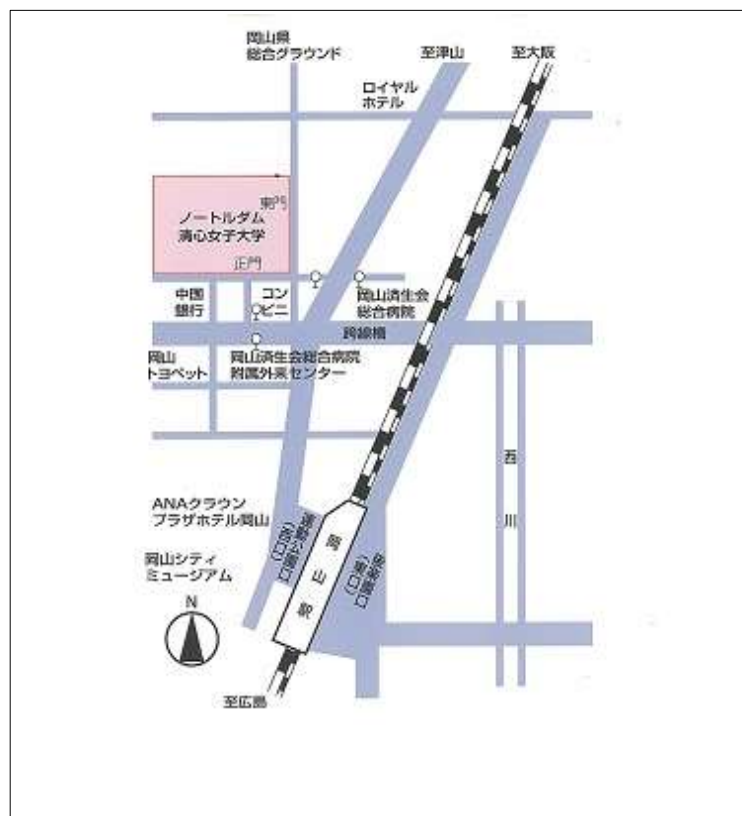 岡山県
総合グラウンド
至津山
至大阪
ロイヤル
ホテル
東門
ノートルダム
清心女子大学
正門
中国
銀行
コン
ビニ
岡山済生会
総合病院
跨線橋
岡山
トヨペット
岡山済生会総合病院
附属外来センター
西川
ANAクラウン
プラザホテル岡山
運動公園口
(西口)
岡山駅
後楽園口
(東口)
岡山シティ
ミュージアム
N
至広島